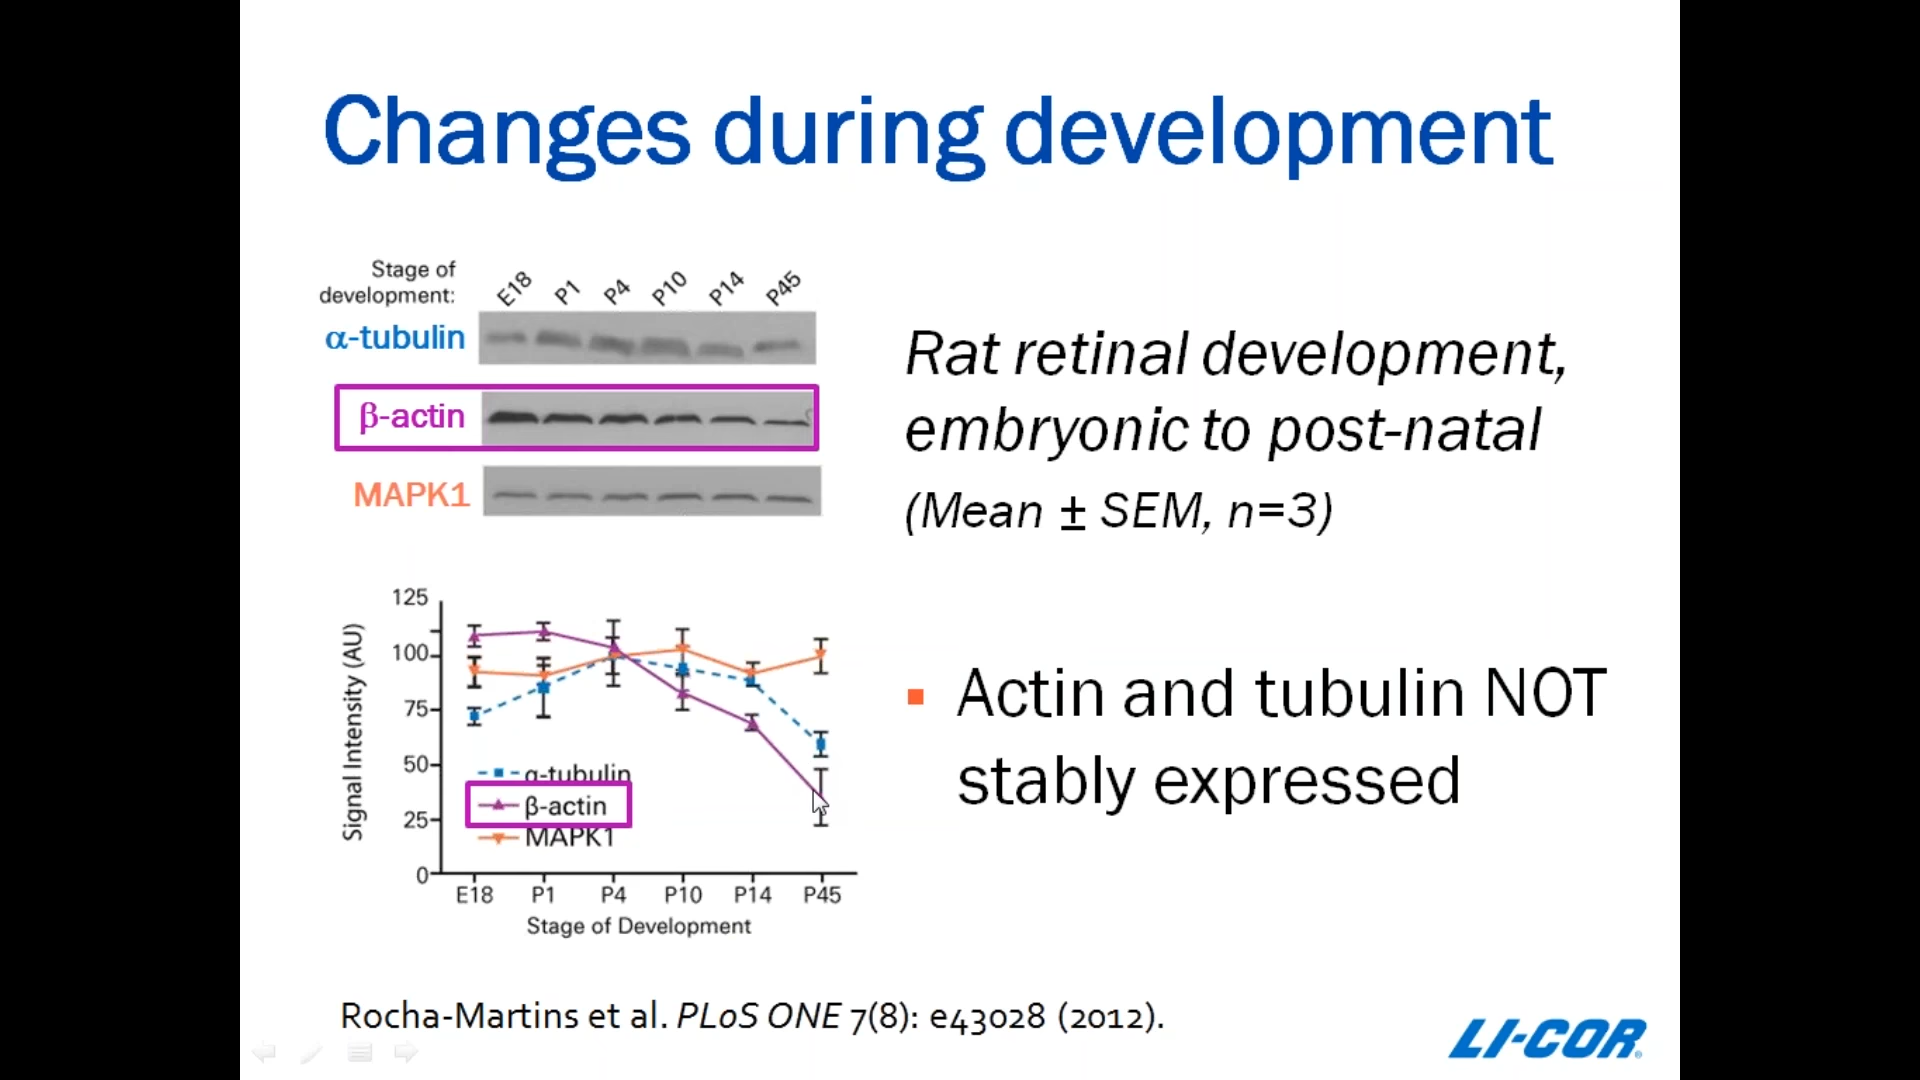 Changes during development
Stage of
development:
E18 P1 P4 P10 P14 P45
α-tubulin
β-actin
MAPK1
Rat retinal development,
embryonic to post-natal
(Mean ± SEM, n=3)
125
100
75
50
25
0
Signal Intensity (AU)
α-tubulin
β-actin
MAPK1
E18 P1 P4 P10 P14 P45
Stage of Development
▪ Actin and tubulin NOT
stably expressed
Rocha-Martins et al. PLoS ONE 7(8): e43028 (2012).
LI-COR®